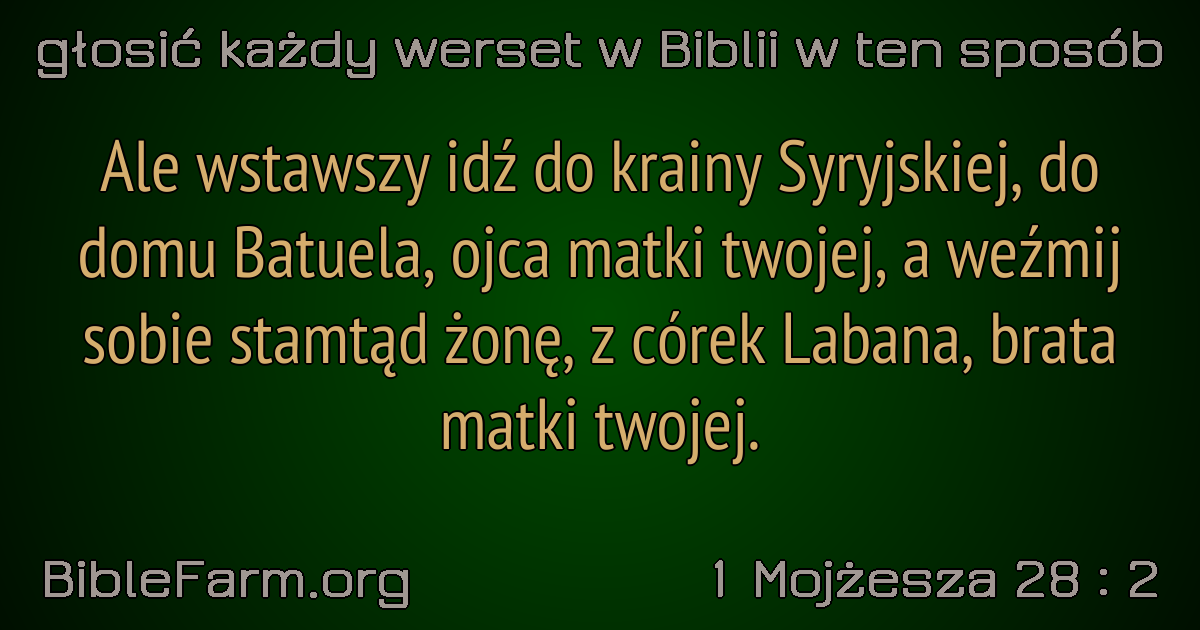 głosić każdy werset w Biblii w ten sposób
Ale wstawszy idź do krainy Syryjskiej, do
domu Batuela, ojca matki twojej, a weźmij
sobie stamtąd żonę, z córek Labana, brata
matki twojej.
BibleFarm.org
1 Mojżesza 28 : 2